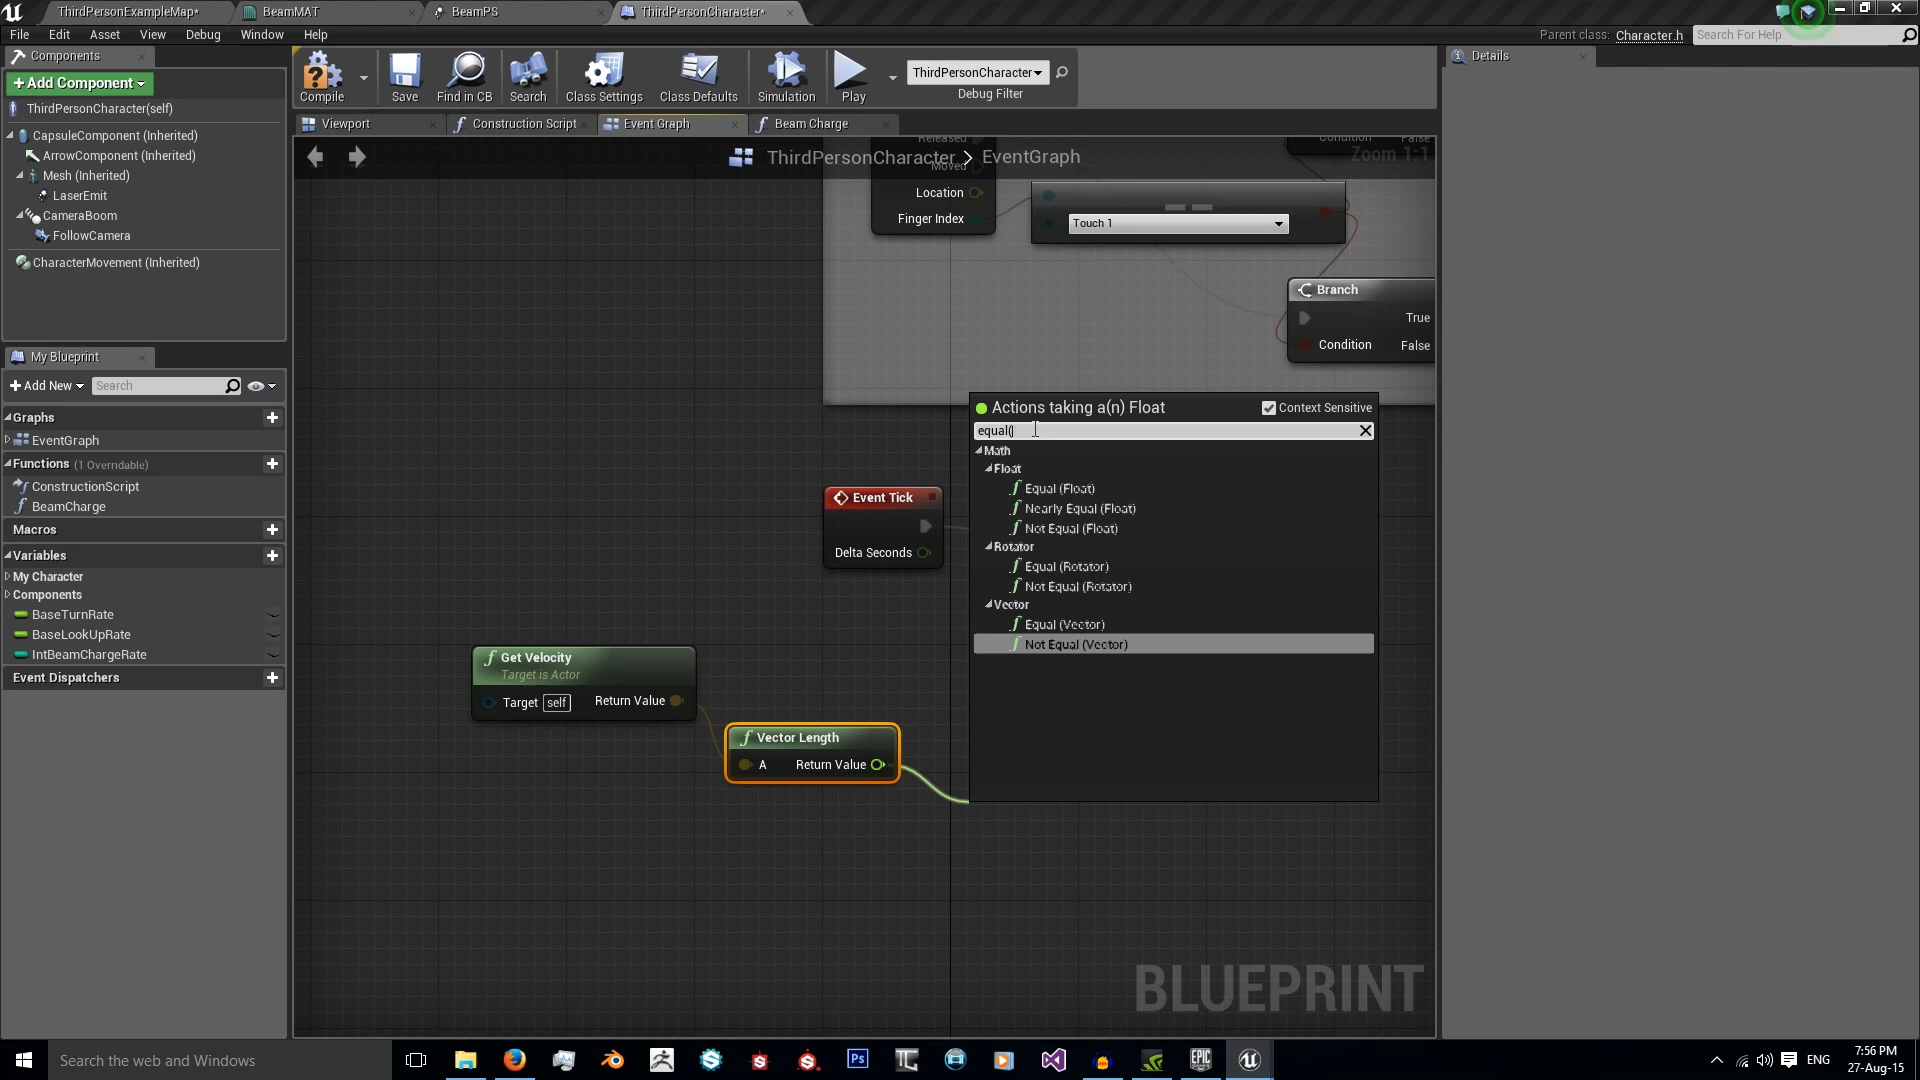 ThirdPersonExampleMap*
BeamMAT
BeamPS
ThirdPersonCharacter*
File Edit Asset View Debug Window Help
Parent class: Character.h
Search For Help
Components
+Add Component
ThirdPersonCharacter(self)
CapsuleComponent (Inherited)
ArrowComponent (Inherited)
Mesh (Inherited)
LaserEmit
CameraBoom
FollowCamera
CharacterMovement (Inherited)
My Blueprint
+Add New
Search
Graphs
EventGraph
Functions (1 Overridable)
ConstructionScript
BeamCharge
Macros
Variables
My Character
Components
BaseTurnRate
BaseLookUpRate
IntBeamChargeRate
Event Dispatchers
Compile
Save
Find in CB
Search
Class Settings
Class Defaults
Simulation
Play
ThirdPersonCharacter
Debug Filter
Viewport
Construction Script
Event Graph
Beam Charge
ThirdPersonCharacter > EventGraph
Zoom 1:1
Released
Moved
Location
Finger Index
Touch 1
Condition False
Branch
True
Condition False
Event Tick
Delta Seconds
Get Velocity
Target is Actor
Target self Return Value
Vector Length
A Return Value
Actions taking a(n) Float
Context Sensitive
equal(
Math
Float
Equal (Float)
Nearly Equal (Float)
Not Equal (Float)
Rotator
Equal (Rotator)
Not Equal (Rotator)
Vector
Equal (Vector)
Not Equal (Vector)
BLUEPRINT
Details
Search the web and Windows
Ps
EPIC
GAMES
ENG
7:56 PM
27-Aug-15